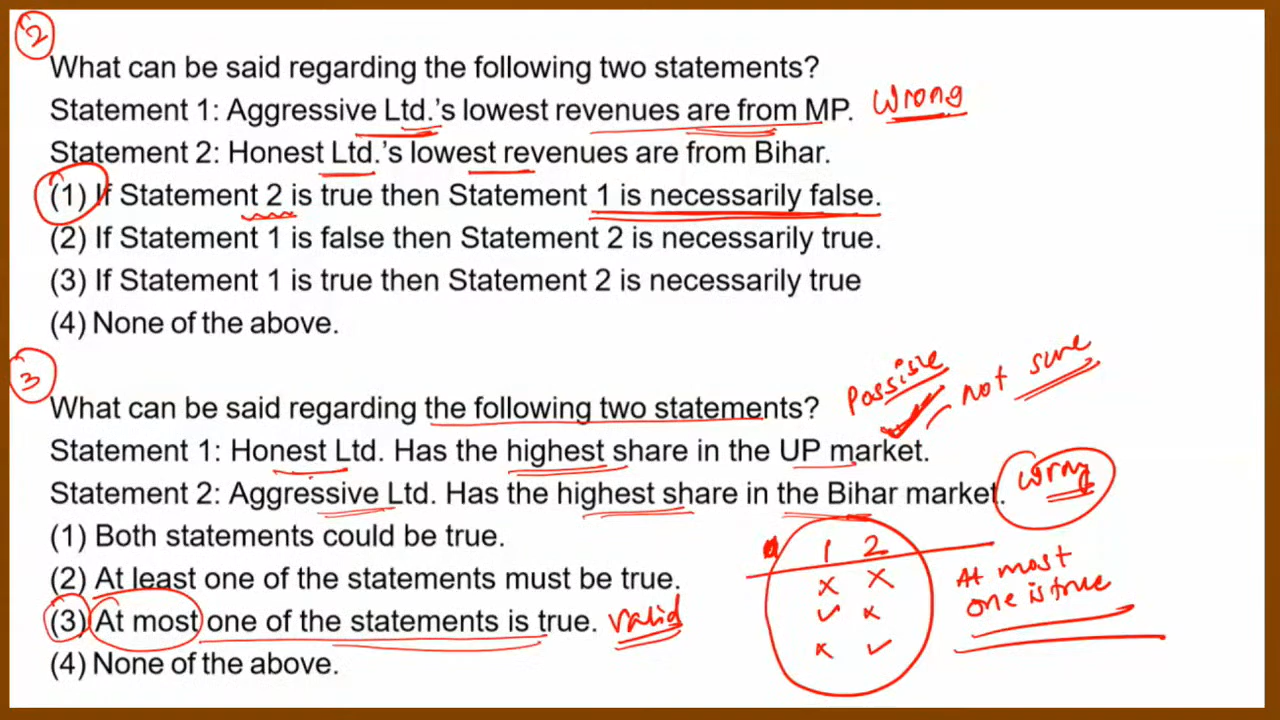 2
What can be said regarding the following two statements?
Statement 1: Aggressive Ltd.'s lowest revenues are from MP. Wrong
Statement 2: Honest Ltd.'s lowest revenues are from Bihar.
(1) If Statement 2 is true then Statement 1 is necessarily false.
(2) If Statement 1 is false then Statement 2 is necessarily true.
(3) If Statement 1 is true then Statement 2 is necessarily true
(4) None of the above.
3
What can be said regarding the following two statements? Possible not sure
Statement 1: Honest Ltd. Has the highest share in the UP market.
Statement 2: Aggressive Ltd. Has the highest share in the Bihar market. Wrong
(1) Both statements could be true.
(2) At least one of the statements must be true.
(3) At most one of the statements is true. valid
(4) None of the above.
1 2
x x
✓ x
x ✓
At most
one is true